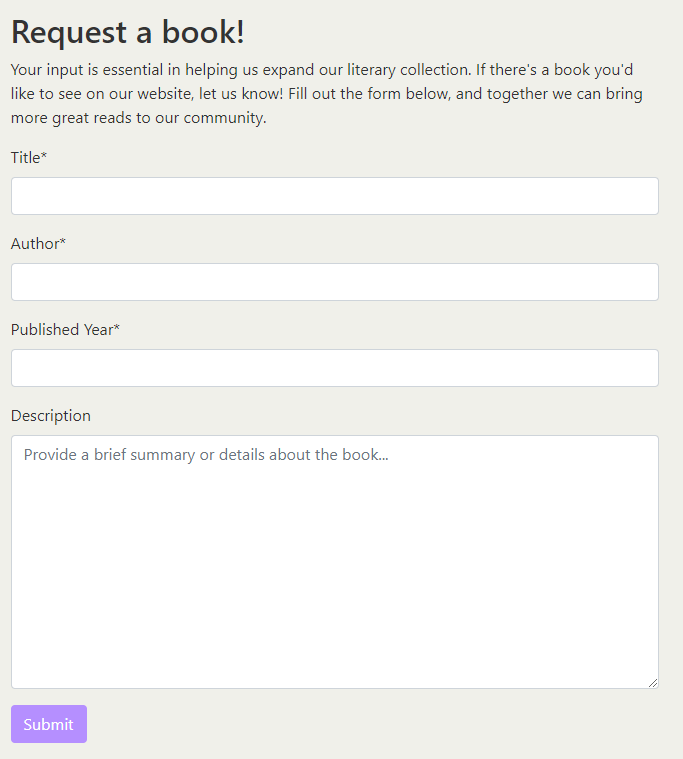 Request a book!
Your input is essential in helping us expand our literary collection. If there's a book you'd
like to see on our website, let us know! Fill out the form below, and together we can bring
more great reads to our community.
Title*
Author*
Published Year*
Description
Provide a brief summary or details about the book...
Submit